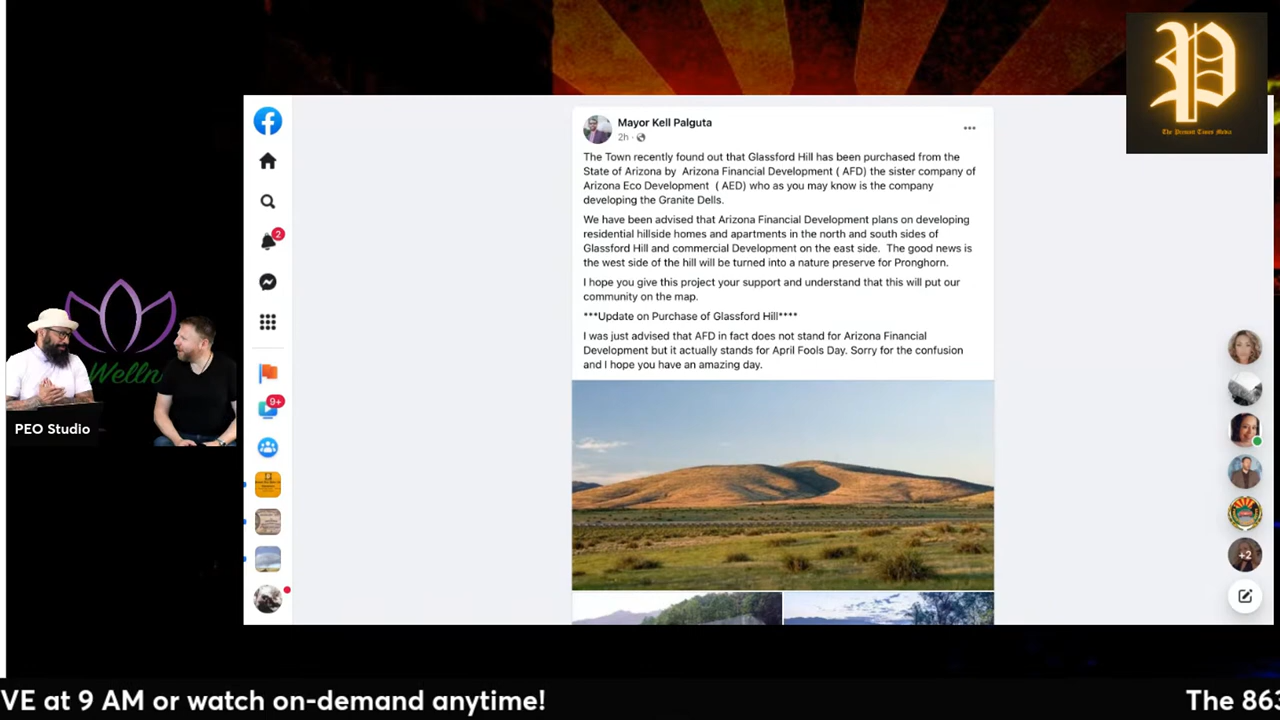 The Prescott Times Media
Mayor Kell Palguta
2h ·
The Town recently found out that Glassford Hill has been purchased from the
State of Arizona by Arizona Financial Development ( AFD) the sister company of
Arizona Eco Development ( AED) who as you may know is the company
developing the Granite Dells.
We have been advised that Arizona Financial Development plans on developing
residential hillside homes and apartments in the north and south sides of
Glassford Hill and commercial Development on the east side. The good news is
the west side of the hill will be turned into a nature preserve for Pronghorn.
I hope you give this project your support and understand that this will put our
community on the map.
***Update on Purchase of Glassford Hill****
I was just advised that AFD in fact does not stand for Arizona Financial
Development but it actually stands for April Fools Day. Sorry for the confusion
and I hope you have an amazing day.
2
9+
+2
Welln
PEO Studio
VE at 9 AM or watch on-demand anytime!
The 863